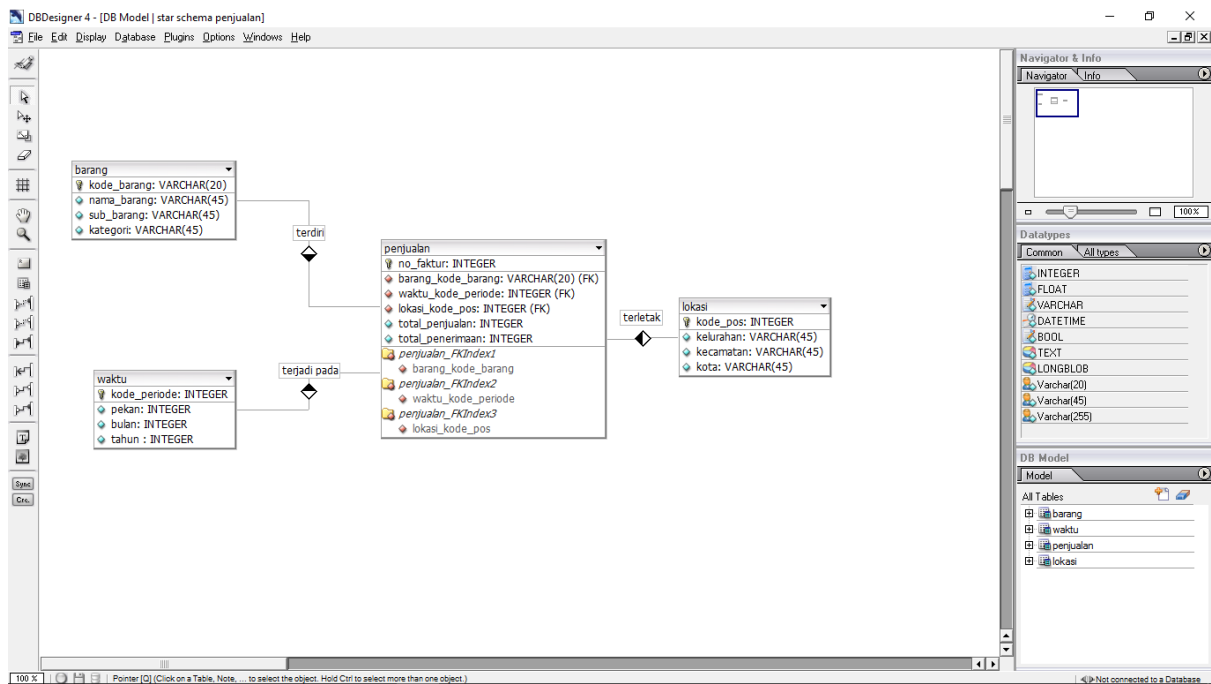 DBDesigner 4 - [DB Model | star schema penjualan]
File Edit Display Database Plugins Options Windows Help
barang
kode_barang: VARCHAR(20)
nama_barang: VARCHAR(45)
sub_barang: VARCHAR(45)
kategori: VARCHAR(45)
terdiri
penjualan
no_faktur: INTEGER
barang_kode_barang: VARCHAR(20) (FK)
waktu_kode_periode: INTEGER (FK)
lokasi_kode_pos: INTEGER (FK)
total_penjualan: INTEGER
total_penerimaan: INTEGER
penjualan_FKIndex1
barang_kode_barang
penjualan_FKIndex2
waktu_kode_periode
penjualan_FKIndex3
lokasi_kode_pos
terletak
lokasi
kode_pos: INTEGER
kelurahan: VARCHAR(45)
kecamatan: VARCHAR(45)
kota: VARCHAR(45)
terjadi pada
waktu
kode_periode: INTEGER
pekan: INTEGER
bulan: INTEGER
tahun : INTEGER
Sync
Navigator & Info
Navigator Info
100%
Datatypes
Common All types
INTEGER
FLOAT
VARCHAR
DATETIME
BOOL
TEXT
LONGBLOB
Varchar(20)
Varchar(45)
Varchar(255)
DB Model
Model
All Tables
barang
waktu
penjualan
lokasi
100 %
Pointer [Q] (Click on a Table, Note, ... to select the object. Hold Ctrl to select more than one object.)
Not connected to a Database